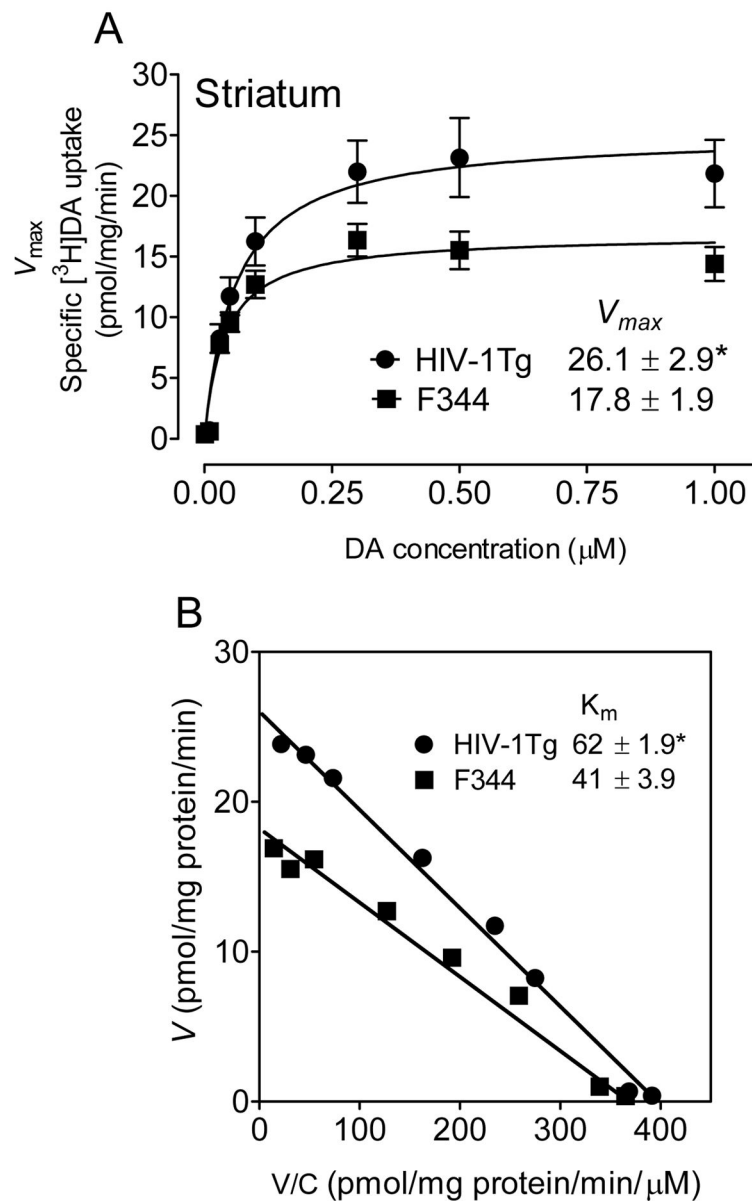 A
Striatum
V_max
Specific [³H]DA uptake
(pmol/mg/min)
30
25
20
15
10
5
0
V_max
HIV-1Tg 26.1 ± 2.9*
F344 17.8 ± 1.9
0.00 0.25 0.50 0.75 1.00
DA concentration (μM)
B
V (pmol/mg protein/min)
30
20
10
0
K_m
HIV-1Tg 62 ± 1.9*
F344 41 ± 3.9
0 100 200 300 400
V/C (pmol/mg protein/min/μM)